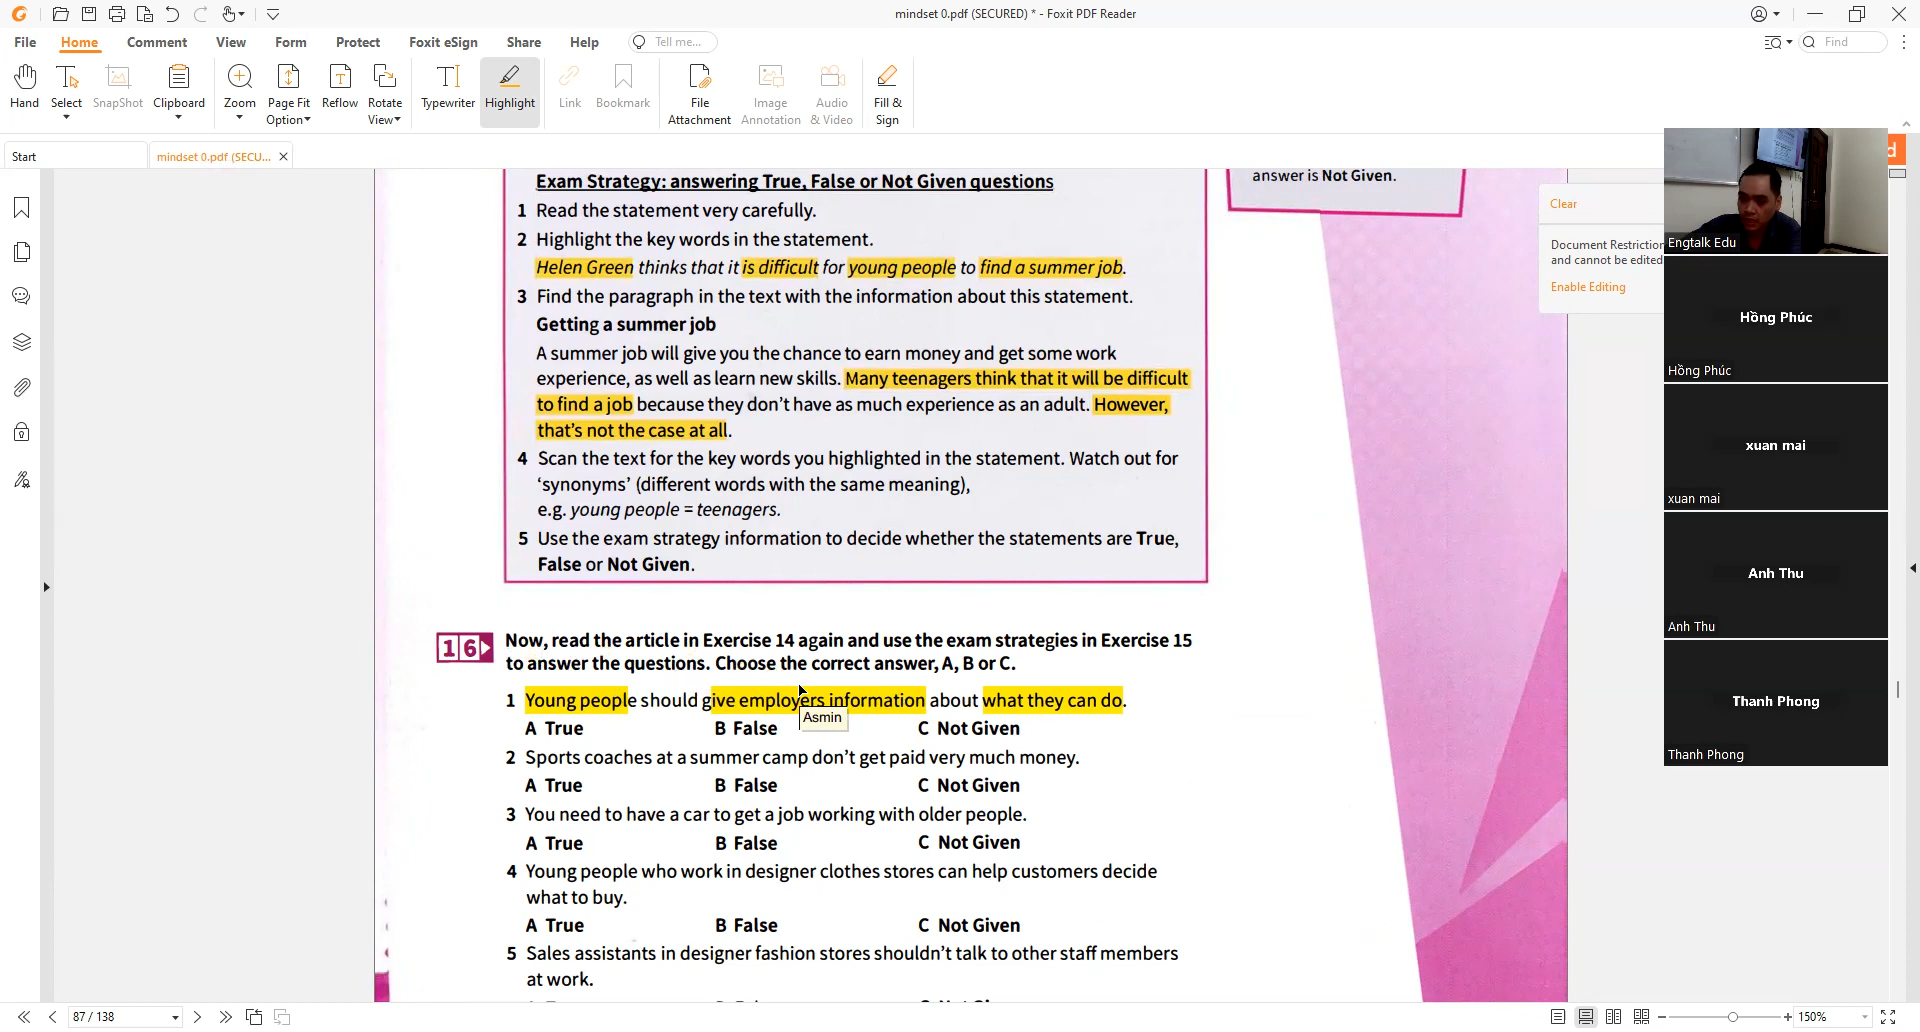 mindset 0.pdf (SECURED) * - Foxit PDF Reader
File Home Comment View Form Protect Foxit eSign Share Help Tell me... Find
Hand Select SnapShot Clipboard Zoom Page Fit Option Reflow Rotate View Typewriter Highlight Link Bookmark File Attachment Image Annotation Audio & Video Fill & Sign
Start mindset 0.pdf (SECU...
Exam Strategy: answering True, False or Not Given questions
1 Read the statement very carefully.
2 Highlight the key words in the statement.
Helen Green thinks that it is difficult for young people to find a summer job.
3 Find the paragraph in the text with the information about this statement.
Getting a summer job
A summer job will give you the chance to earn money and get some work
experience, as well as learn new skills. Many teenagers think that it will be difficult
to find a job because they don't have as much experience as an adult. However,
that's not the case at all.
4 Scan the text for the key words you highlighted in the statement. Watch out for
‘synonyms’ (different words with the same meaning),
e.g. young people = teenagers.
5 Use the exam strategy information to decide whether the statements are True,
False or Not Given.
answer is Not Given.
Clear
Document Restriction
and cannot be edited
Enable Editing
16 Now, read the article in Exercise 14 again and use the exam strategies in Exercise 15
to answer the questions. Choose the correct answer, A, B or C.
1 Young people should give employers information about what they can do.
Asmin
A True B False C Not Given
2 Sports coaches at a summer camp don't get paid very much money.
A True B False C Not Given
3 You need to have a car to get a job working with older people.
A True B False C Not Given
4 Young people who work in designer clothes stores can help customers decide
what to buy.
A True B False C Not Given
5 Sales assistants in designer fashion stores shouldn't talk to other staff members
at work.
Engtalk Edu
Hồng Phúc
Hồng Phúc
xuan mai
xuan mai
Anh Thu
Anh Thu
Thanh Phong
Thanh Phong
87 / 138
150%